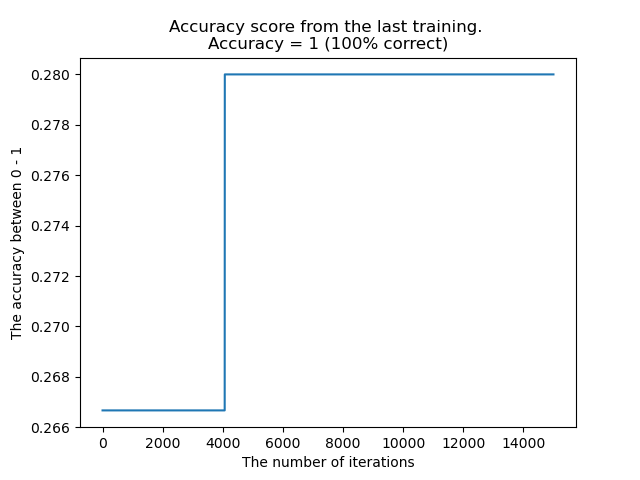 Accuracy score from the last training.
Accuracy = 1 (100% correct)
0.280
0.278
0.276
0.274
0.272
0.270
0.268
0.266
The accuracy between 0 - 1
0 2000 4000 6000 8000 10000 12000 14000
The number of iterations